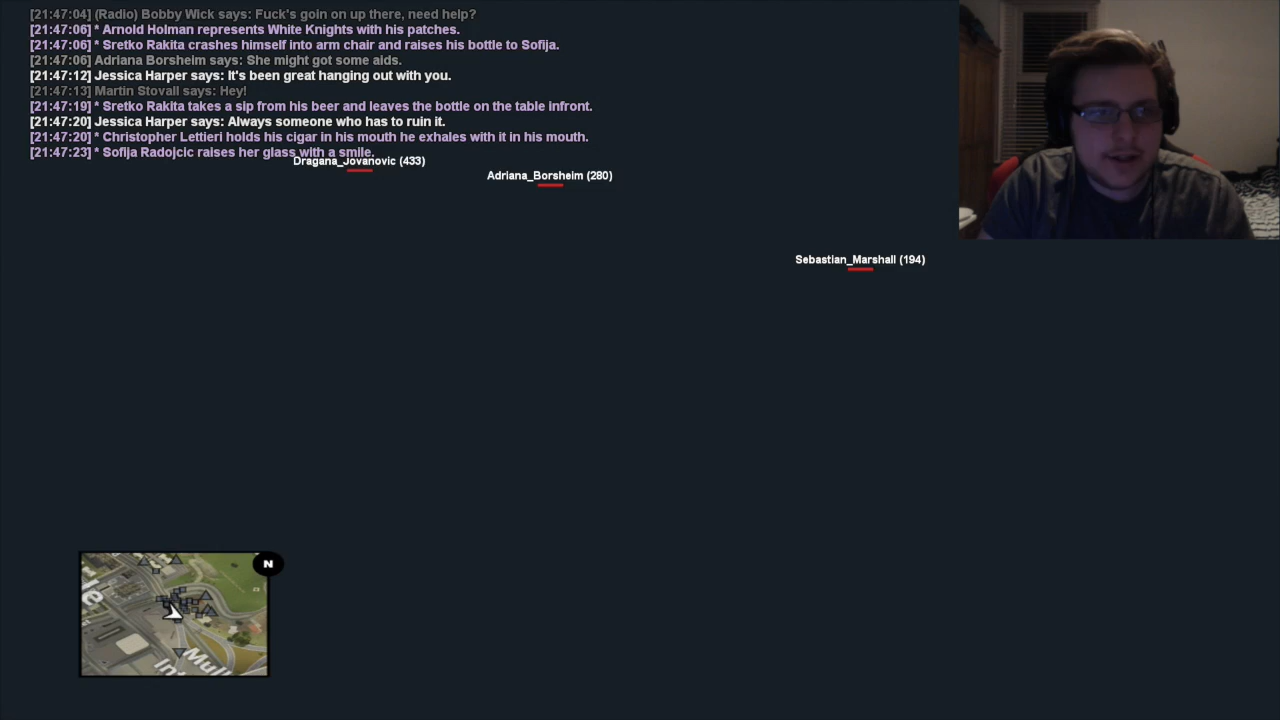 [21:47:04] (Radio) Bobby Wick says: Fuck's goin on up there, need help?
[21:47:06] * Arnold Holman represents White Knights with his patches.
[21:47:06] * Sretko Rakita crashes himself into arm chair and raises his bottle to Sofija.
[21:47:06] Adriana Borsheim says: She might got some aids.
[21:47:12] Jessica Harper says: It's been great hanging out with you.
[21:47:13] Martin Stovall says: Hey!
[21:47:19] * Sretko Rakita takes a sip from his beer and leaves the bottle on the table infront.
[21:47:20] Jessica Harper says: Always someone who has to ruin it.
[21:47:20] * Christopher Lettieri holds his cigar in his mouth he exhales with it in his mouth.
[21:47:23] * Sofija Radojcic raises her glass with a smile.
Dragana_Jovanovic (433)
Adriana_Borsheim (280)
Sebastian_Marshall (194)
N
le
Mull
Int